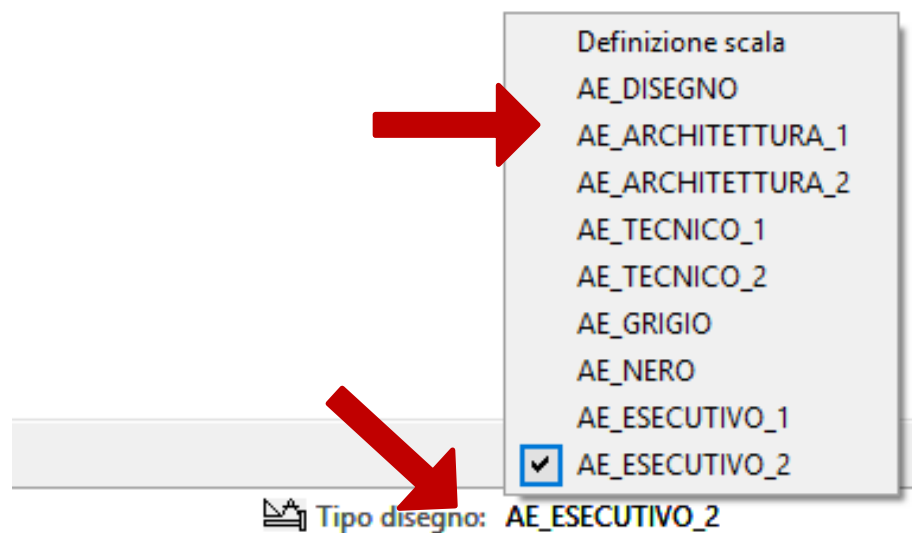 Definizione scala
AE_DISEGNO
AE_ARCHITETTURA_1
AE_ARCHITETTURA_2
AE_TECNICO_1
AE_TECNICO_2
AE_GRIGIO
AE_NERO
AE_ESECUTIVO_1
AE_ESECUTIVO_2
Tipo disegno: AE_ESECUTIVO_2